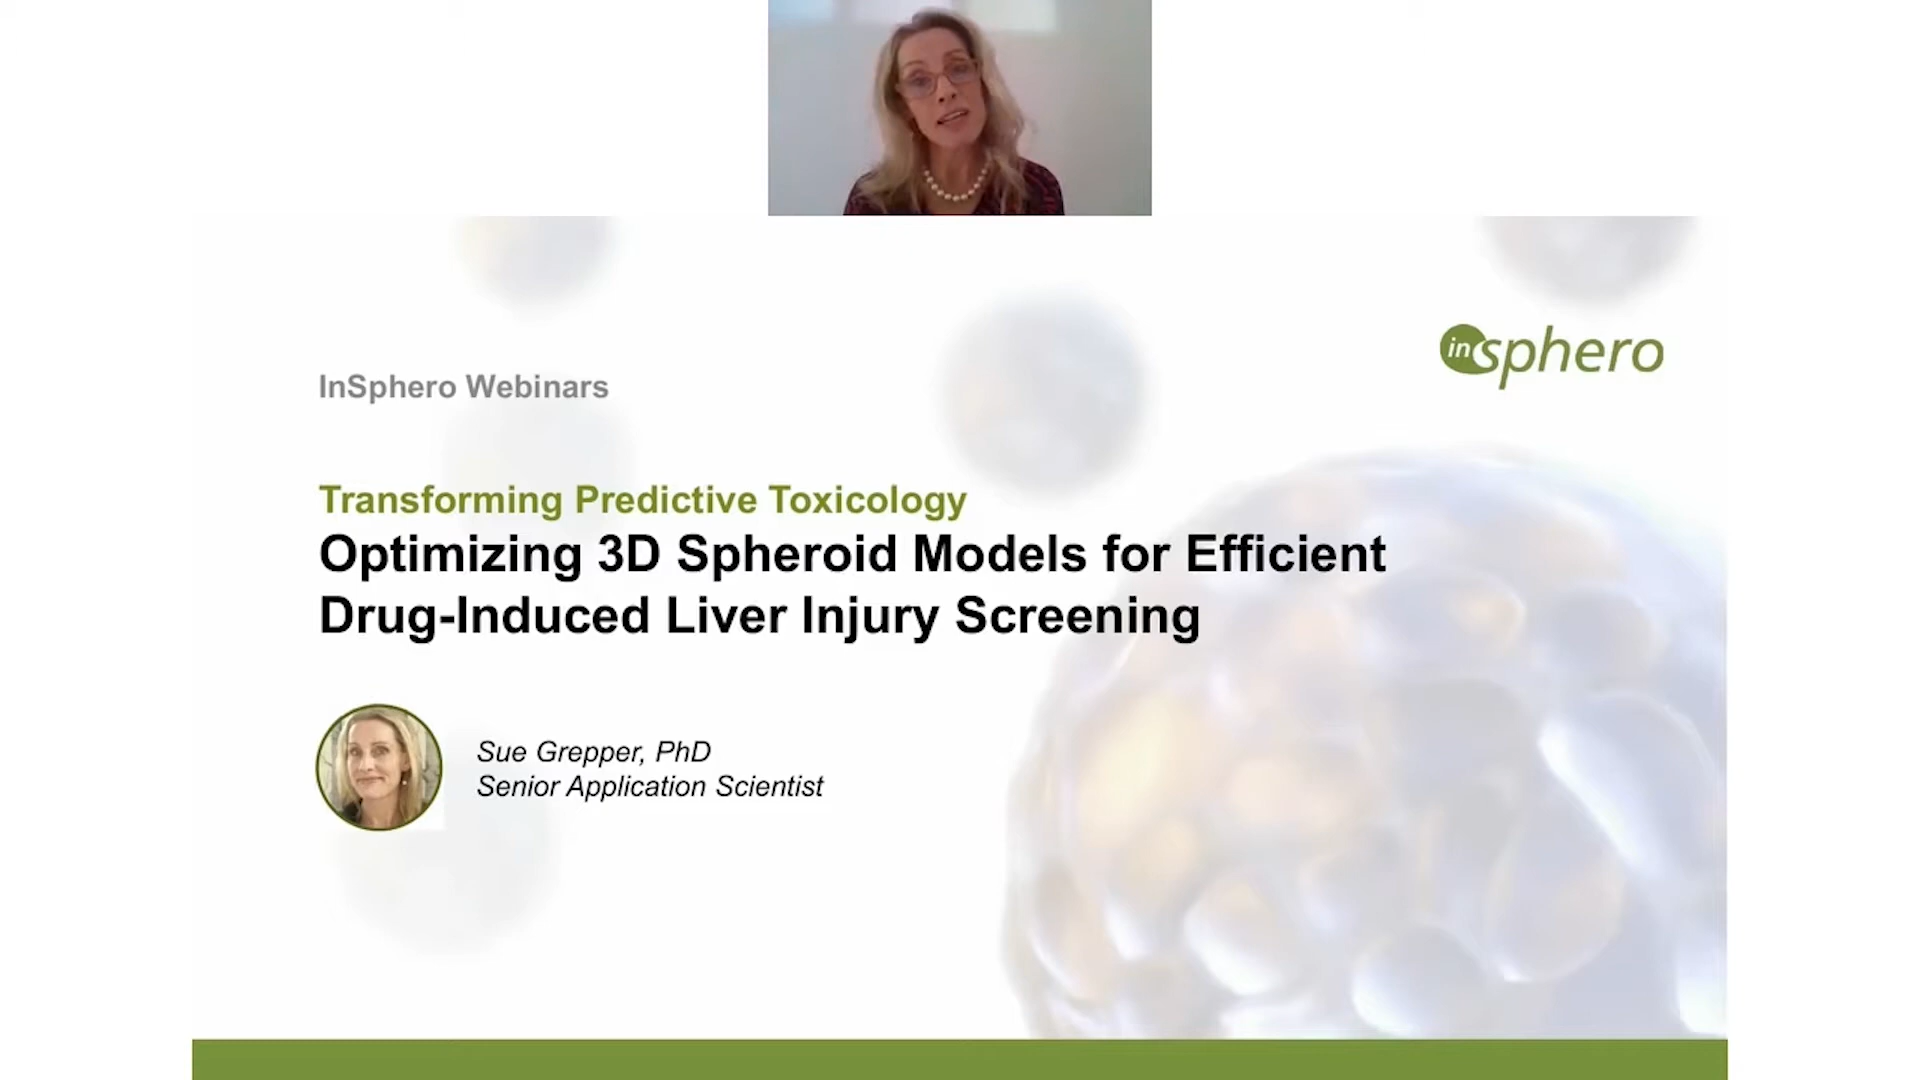 insphero
InSphero Webinars
Transforming Predictive Toxicology
Optimizing 3D Spheroid Models for Efficient
Drug-Induced Liver Injury Screening
Sue Grepper, PhD
Senior Application Scientist